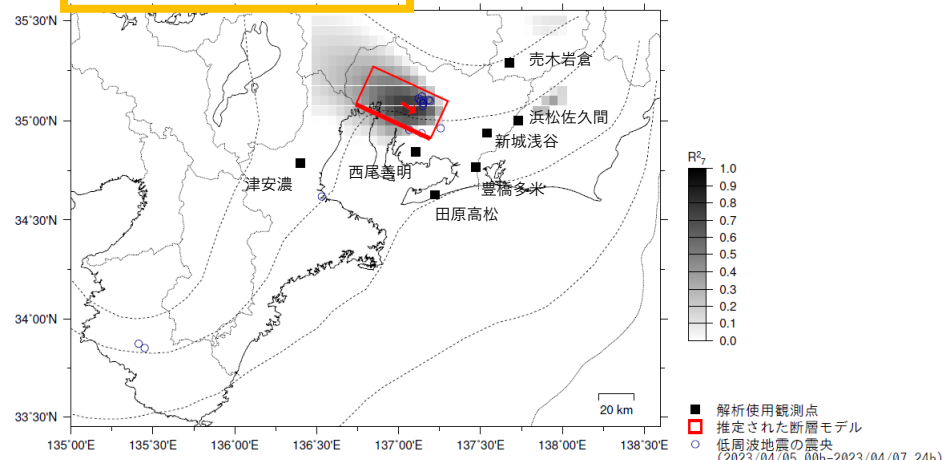 35°30'N
35°00'N
34°30'N
34°00'N
33°30'N
135°00'E
135°30'E
136°00'E
136°30'E
137°00'E
137°30'E
138°00'E
138°30'E
売木岩倉
浜松佐久間
新城浅谷
西尾善明
津安濃
豊橋多米
田原高松
20 km
R²₇
1.0
0.9
0.8
0.7
0.6
0.5
0.4
0.3
0.2
0.1
0.0
解析使用観測点
推定された断層モデル
低周波地震の震央
(2023/04/05.00h-2023/04/07.24h)